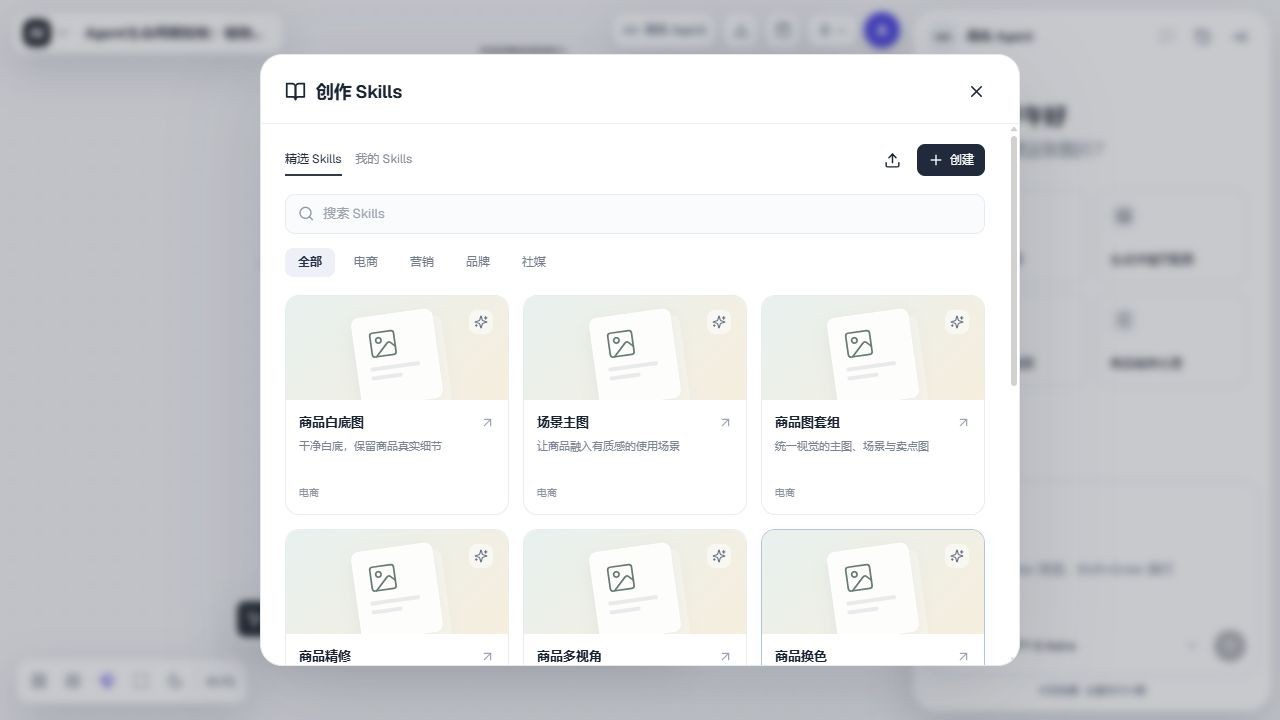 创作 Skills
精选 Skills 我的 Skills
创建
搜索 Skills
全部 电商 营销 品牌 社媒
商品白底图
干净白底，保留商品真实细节
电商
场景主图
让商品融入有质感的使用场景
电商
商品图套组
统一视觉的主图、场景与卖点图
电商
商品精修
商品多视角
商品换色